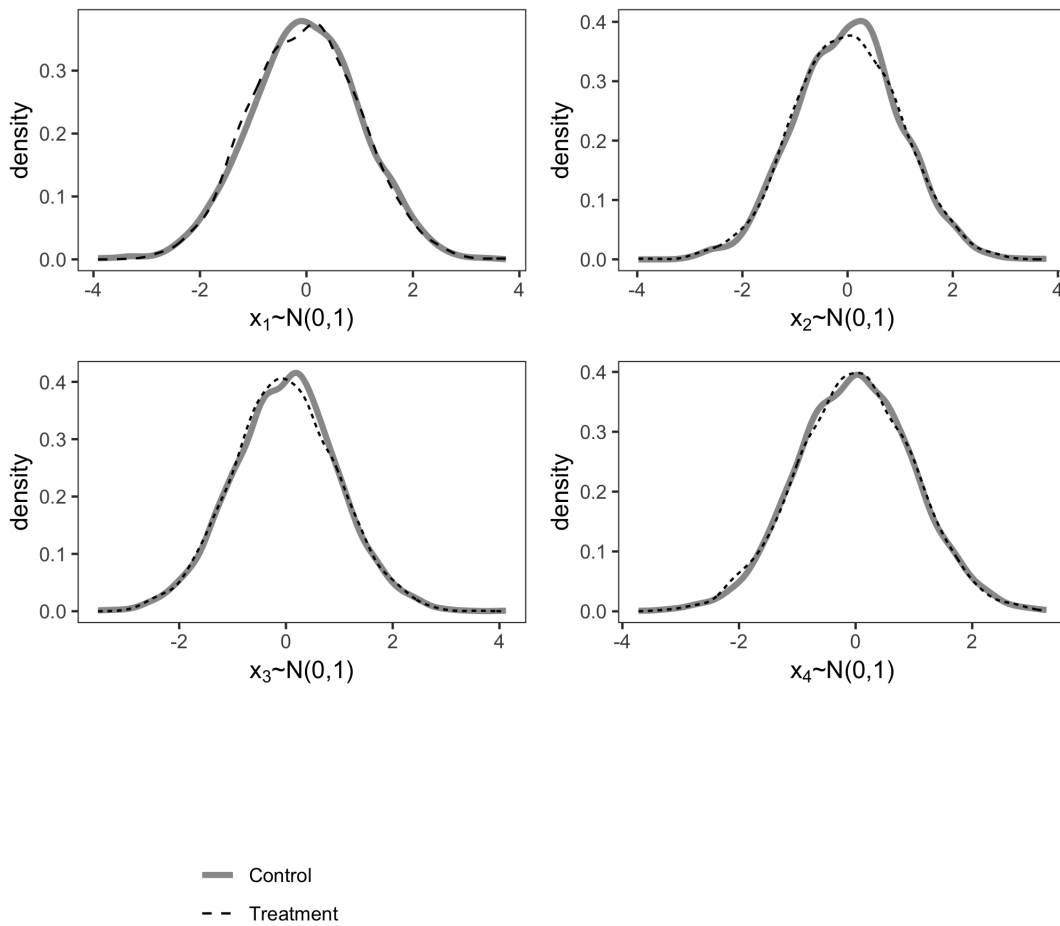 density
0.3
0.2
0.1
0.0
-4 -2 0 2 4
x₁~N(0,1)
density
0.4
0.3
0.2
0.1
0.0
-4 -2 0 2 4
x₂~N(0,1)
density
0.4
0.3
0.2
0.1
0.0
-2 0 2 4
x₃~N(0,1)
density
0.4
0.3
0.2
0.1
0.0
-4 -2 0 2
x₄~N(0,1)
Control
Treatment